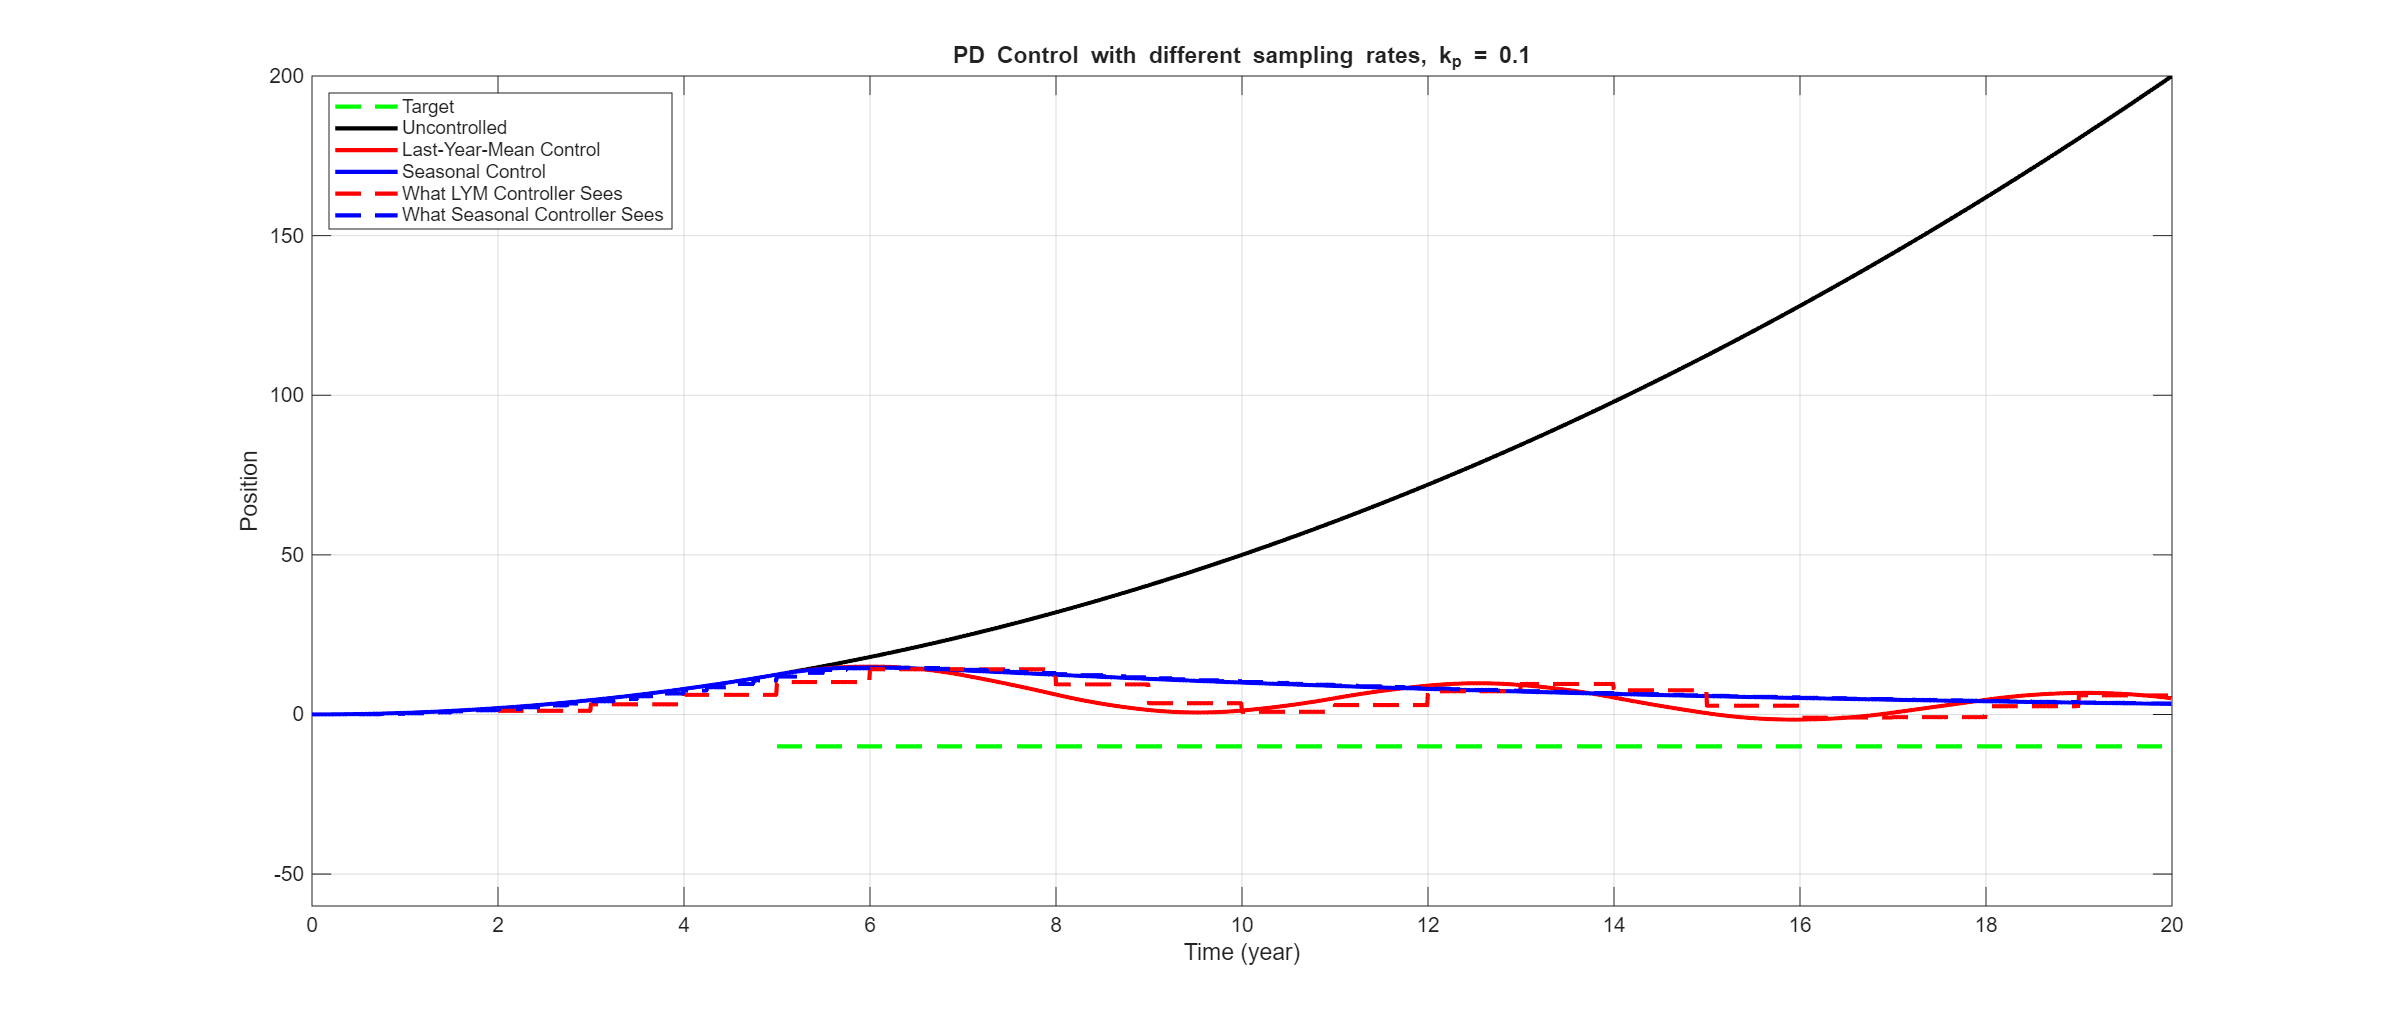 PD Control with different sampling rates, kp = 0.1
200
150
100
50
0
-50
Position
Target
Uncontrolled
Last-Year-Mean Control
Seasonal Control
What LYM Controller Sees
What Seasonal Controller Sees
0 2 4 6 8 10 12 14 16 18 20
Time (year)